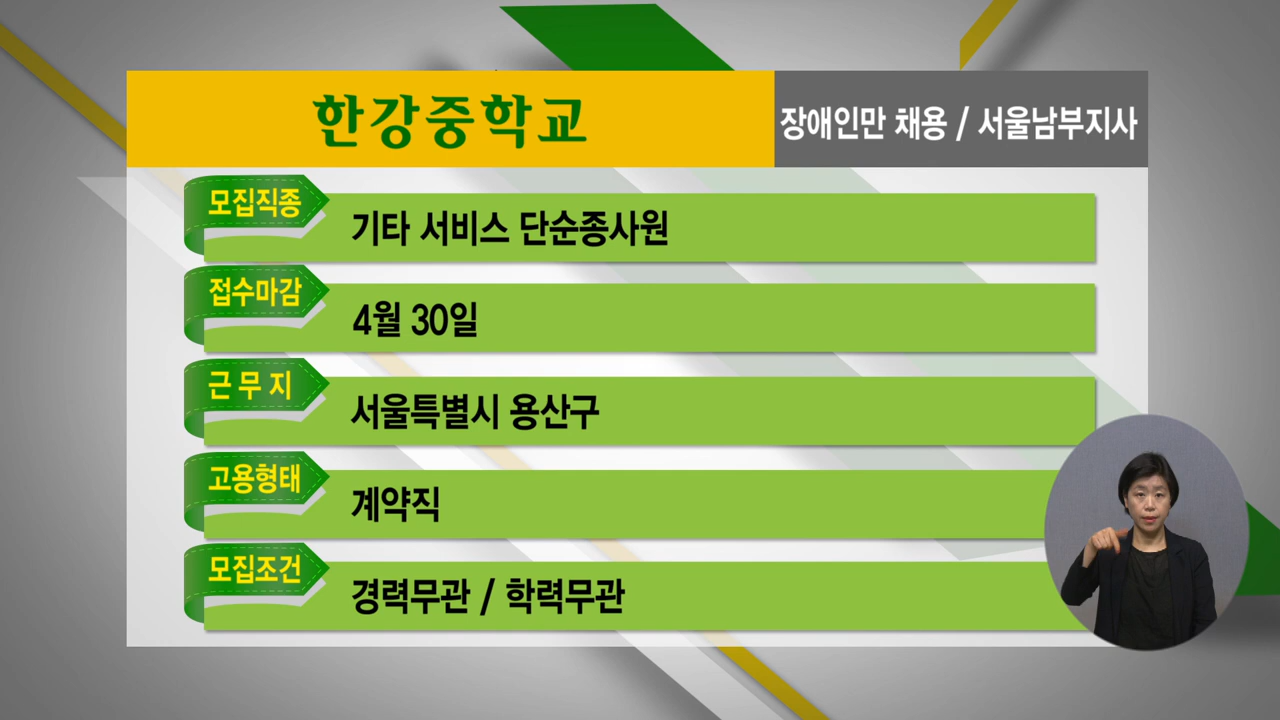 한강중학교
장애인만 채용 / 서울남부지사
모집직종
기타 서비스 단순종사원
접수마감
4월 30일
근 무 지
서울특별시 용산구
고용형태
계약직
모집조건
경력무관 / 학력무관